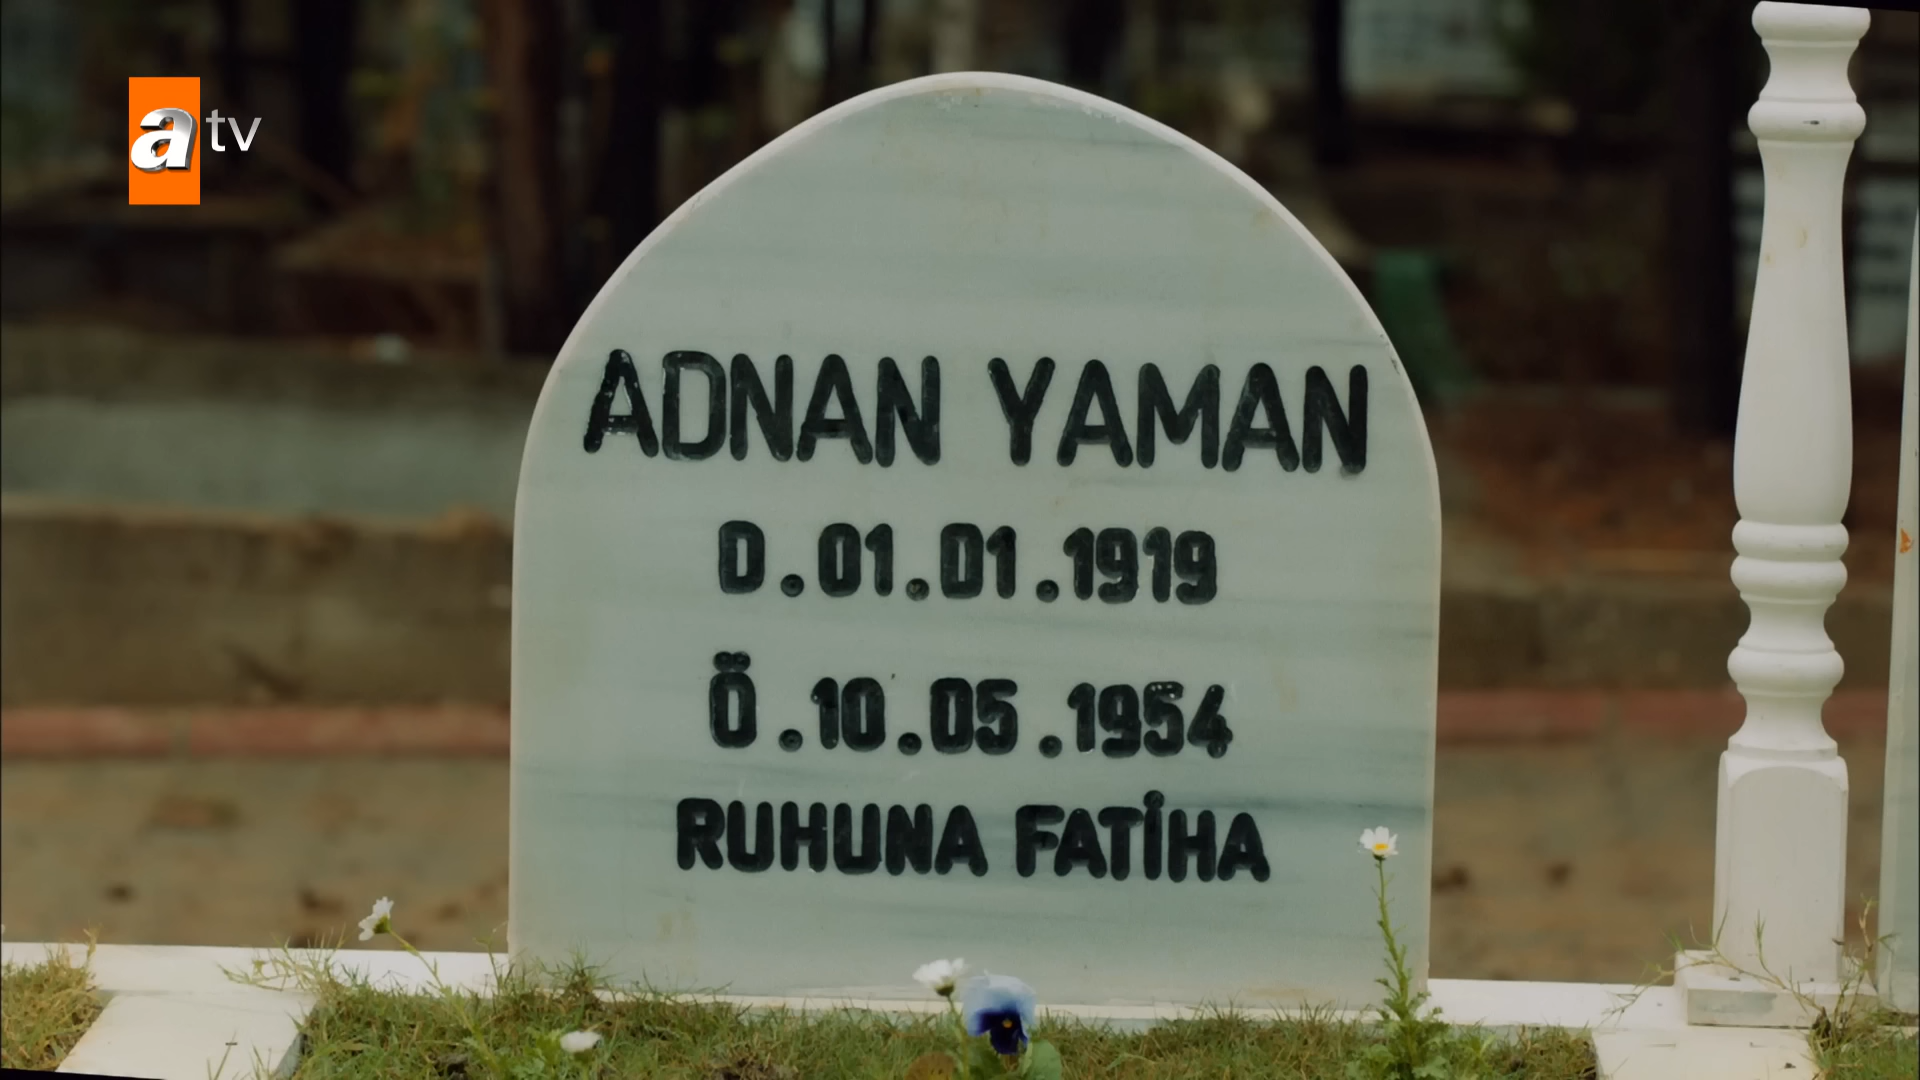 atv
ADNAN YAMAN
D.01.01.1919
Ö.10.05.1954
RUHUNA FATİHA